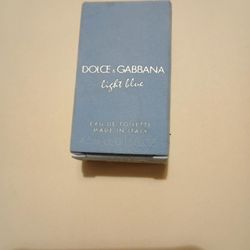 DOLCE & GABBANA
light blue
EAU DE TOILETTE
MADE IN ITALY